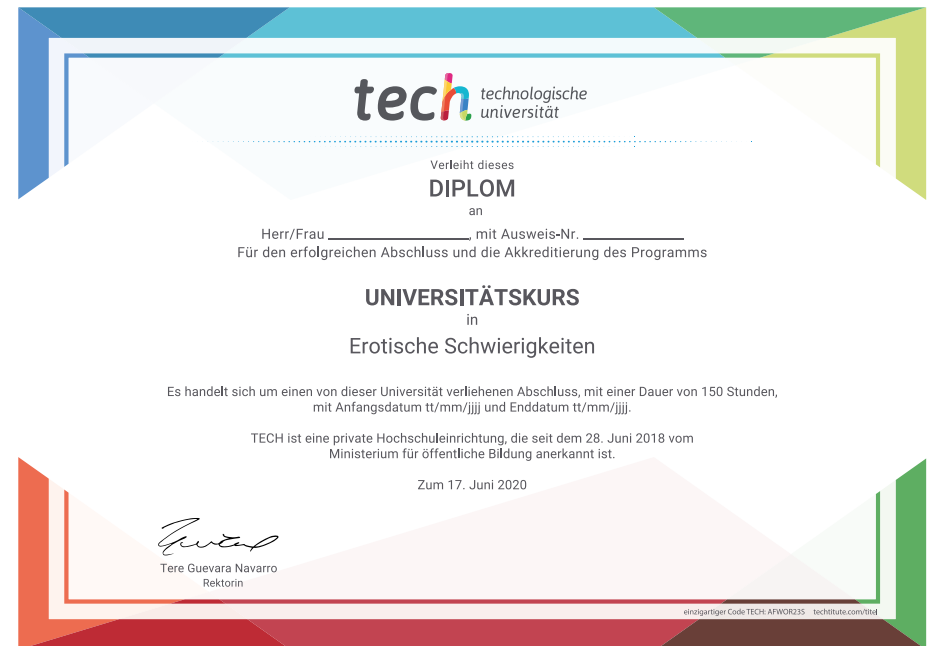 tech technologische
universität
Verleiht dieses
DIPLOM
an
Herr/Frau ____________________, mit Ausweis-Nr. ______________
Für den erfolgreichen Abschluss und die Akkreditierung des Programms
UNIVERSITÄTSKURS
in
Erotische Schwierigkeiten
Es handelt sich um einen von dieser Universität verliehenen Abschluss, mit einer Dauer von 150 Stunden,
mit Anfangsdatum tt/mm/jjjj und Enddatum tt/mm/jjjj.
TECH ist eine private Hochschuleinrichtung, die seit dem 28. Juni 2018 vom
Ministerium für öffentliche Bildung anerkannt ist.
Zum 17. Juni 2020
Tere Guevara Navarro
Rektorin
einzigartiger Code TECH: AFWOR235 techtitute.com/titel